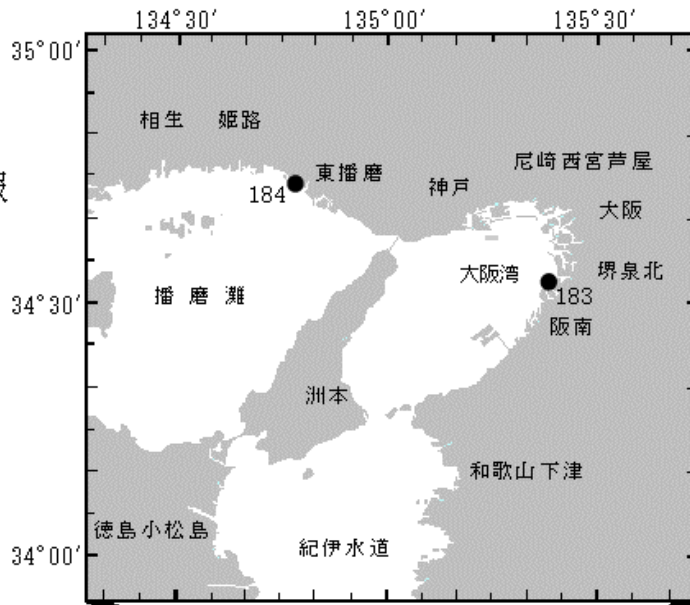 134°30′
135°00′
135°30′
35°00′
相生
姫路
尼崎西宮芦屋
東播磨
神戸
184
大阪
大阪湾
堺泉北
播磨灘
183
34°30′
阪南
洲本
和歌山下津
徳島小松島
紀伊水道
34°00′